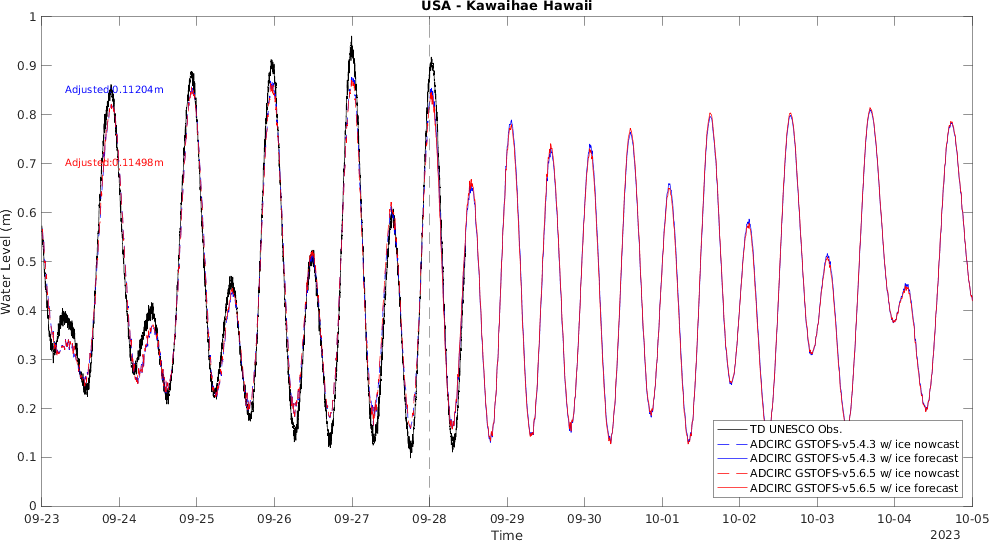 USA - Kawaihae Hawaii
1
0.9
0.8
0.7
0.6
0.5
0.4
0.3
0.2
0.1
0
Water Level (m)
Adjusted:0.11204m
Adjusted:0.11498m
TD UNESCO Obs.
ADCIRC GSTOFS-v5.4.3 w/ ice nowcast
ADCIRC GSTOFS-v5.4.3 w/ ice forecast
ADCIRC GSTOFS-v5.6.5 w/ ice nowcast
ADCIRC GSTOFS-v5.6.5 w/ ice forecast
09-23 09-24 09-25 09-26 09-27 09-28 09-29 09-30 10-01 10-02 10-03 10-04 10-05
Time
2023